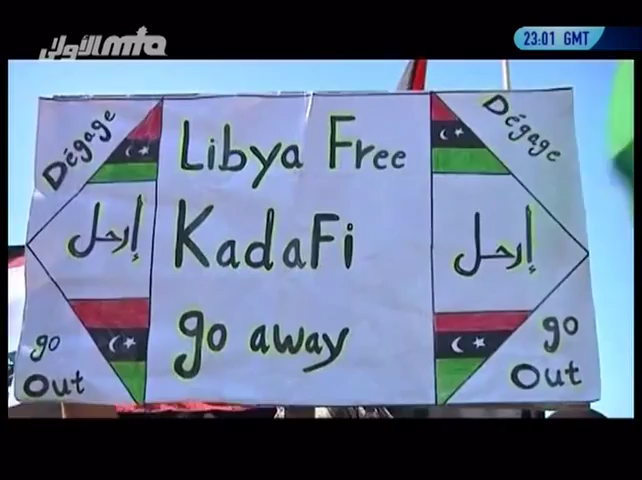 الأولى mta
23:01 GMT
Dégage
Libya Free
Dégage
إرحل
KadaFi
إرحل
go away
go
Out
go
Out